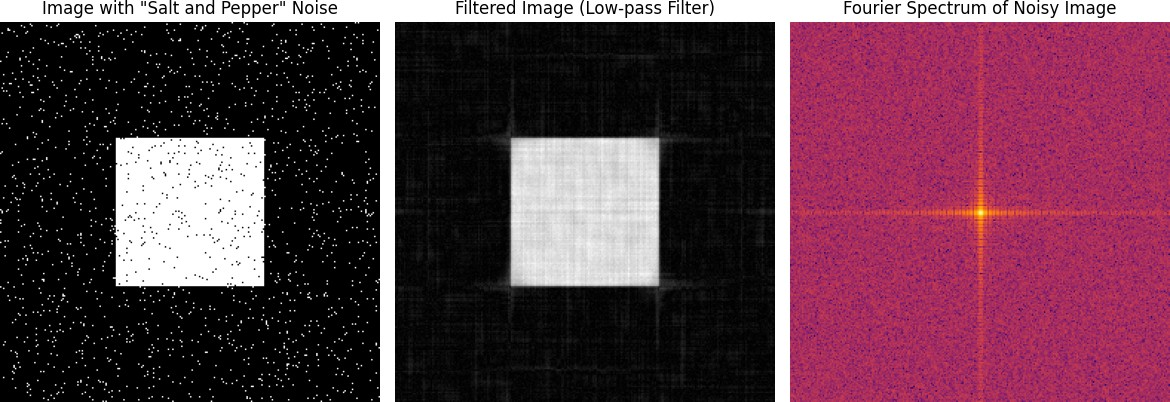 Image with "Salt and Pepper" Noise
Filtered Image (Low-pass Filter)
Fourier Spectrum of Noisy Image